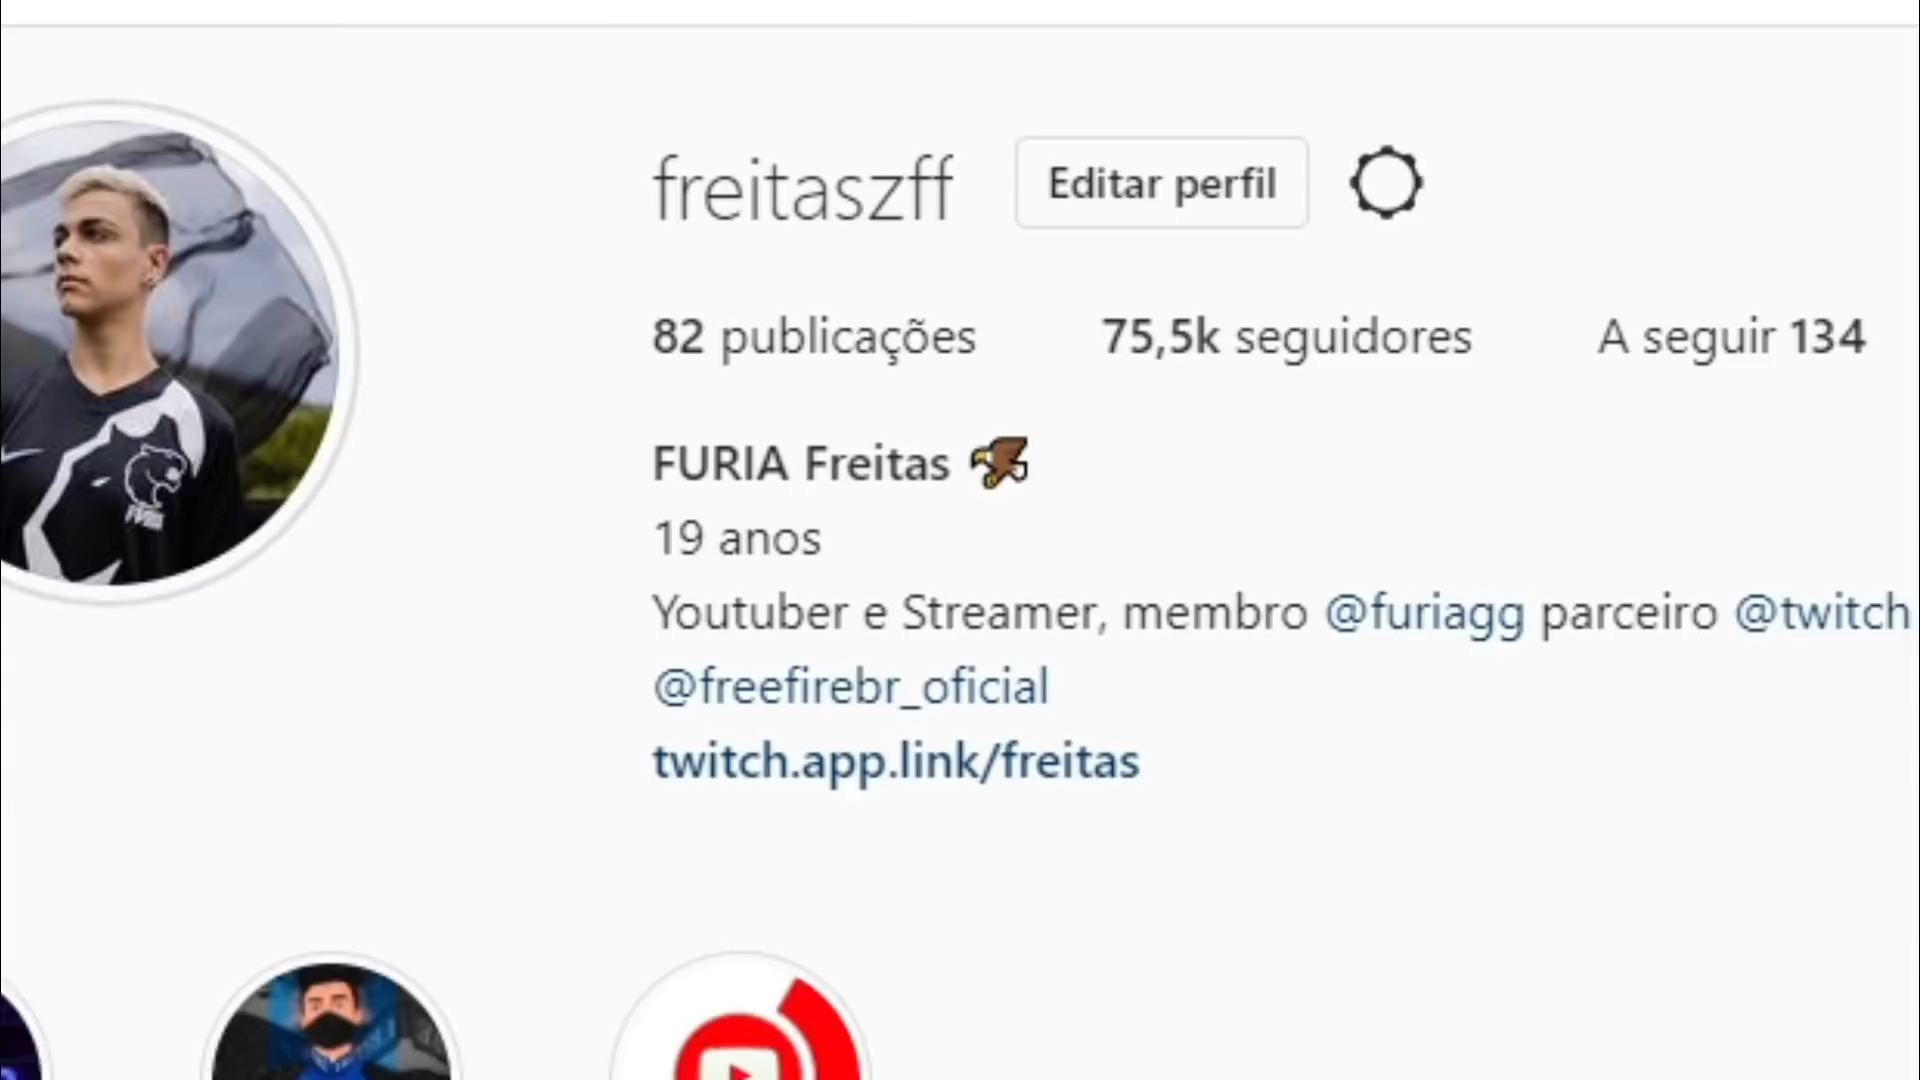 freitaszff Editar perfil
82 publicações 75,5k seguidores A seguir 134
FURIA Freitas 🦅
19 anos
Youtuber e Streamer, membro @furiagg parceiro @twitch
@freefirebr_oficial
twitch.app.link/freitas